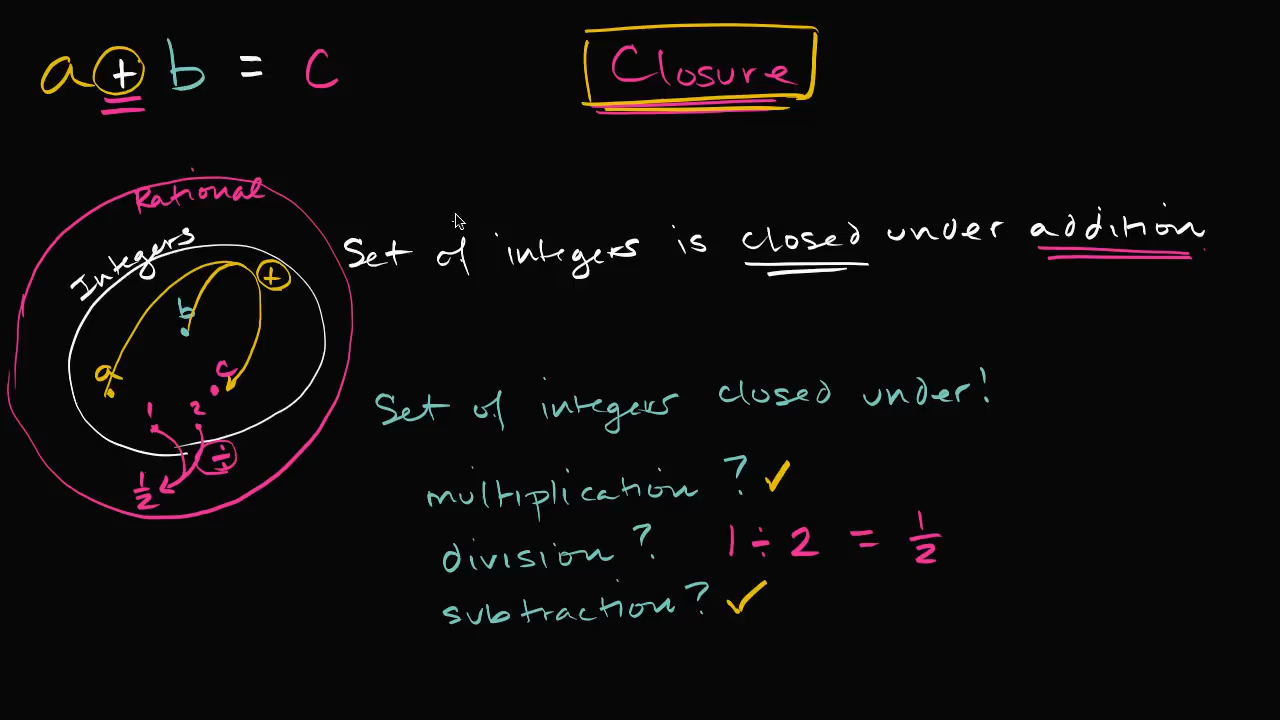 a + b = c
Closure
Rational
Integers
+
b
a
c
1 2
÷
1/2
Set of integers is closed under addition
Set of integers closed under!
multiplication? ✓
division? 1 ÷ 2 = 1/2
subtraction? ✓